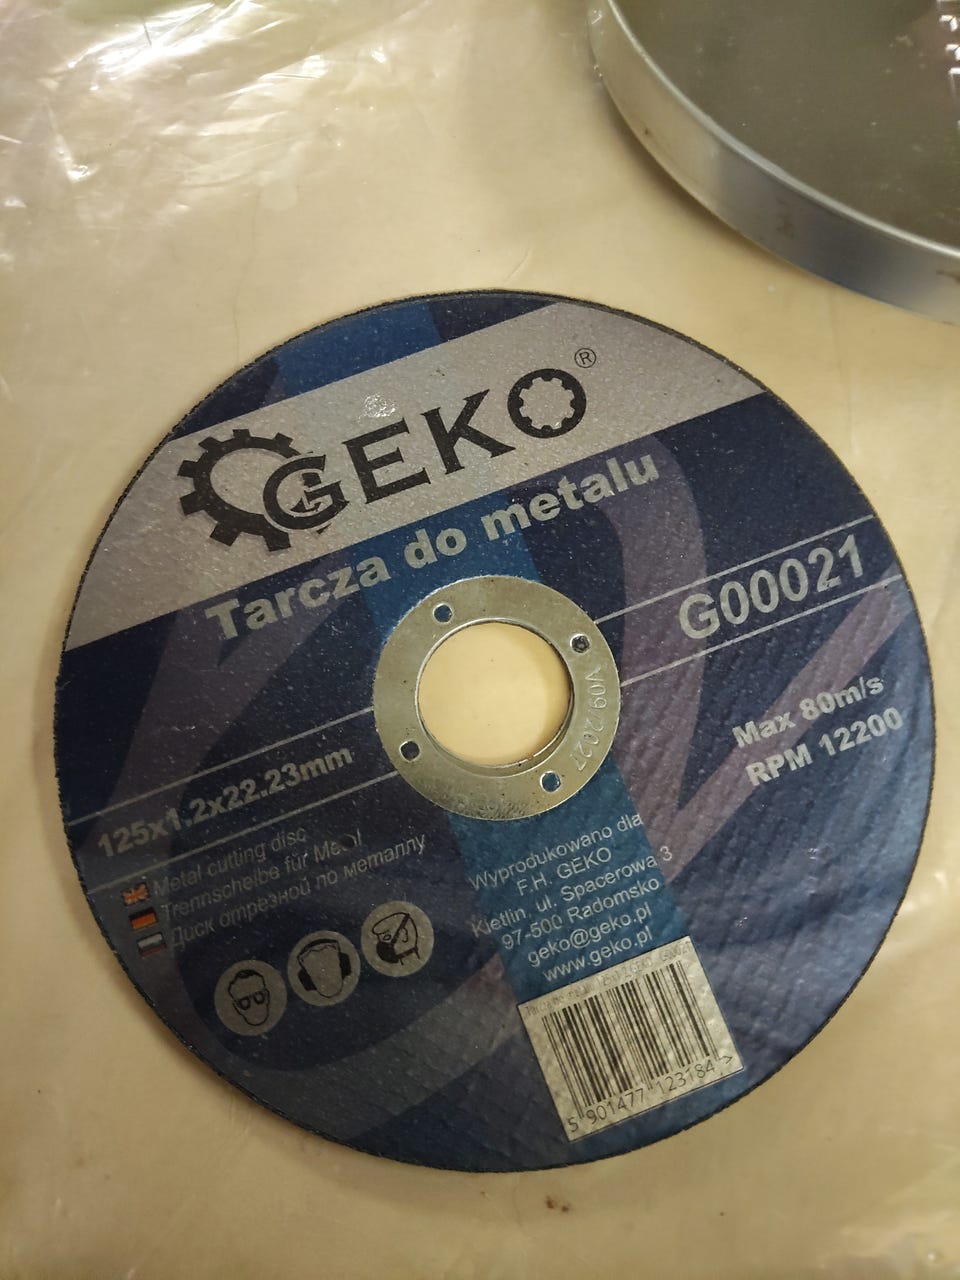 GEKO®
Tarcza do metalu
G00021
V09/2027
Max 80m/s
RPM 12200
125x1.2x22.23mm
Metal cutting disc
Trennscheibe für
Диск отрезной по металлу
Wyprodukowano dla
F.H. GEKO
Kietlin, ul. Spacerowa 3
97-500 Radomsko
geko@geko.pl
www.geko.pl
5 901477 123184 >